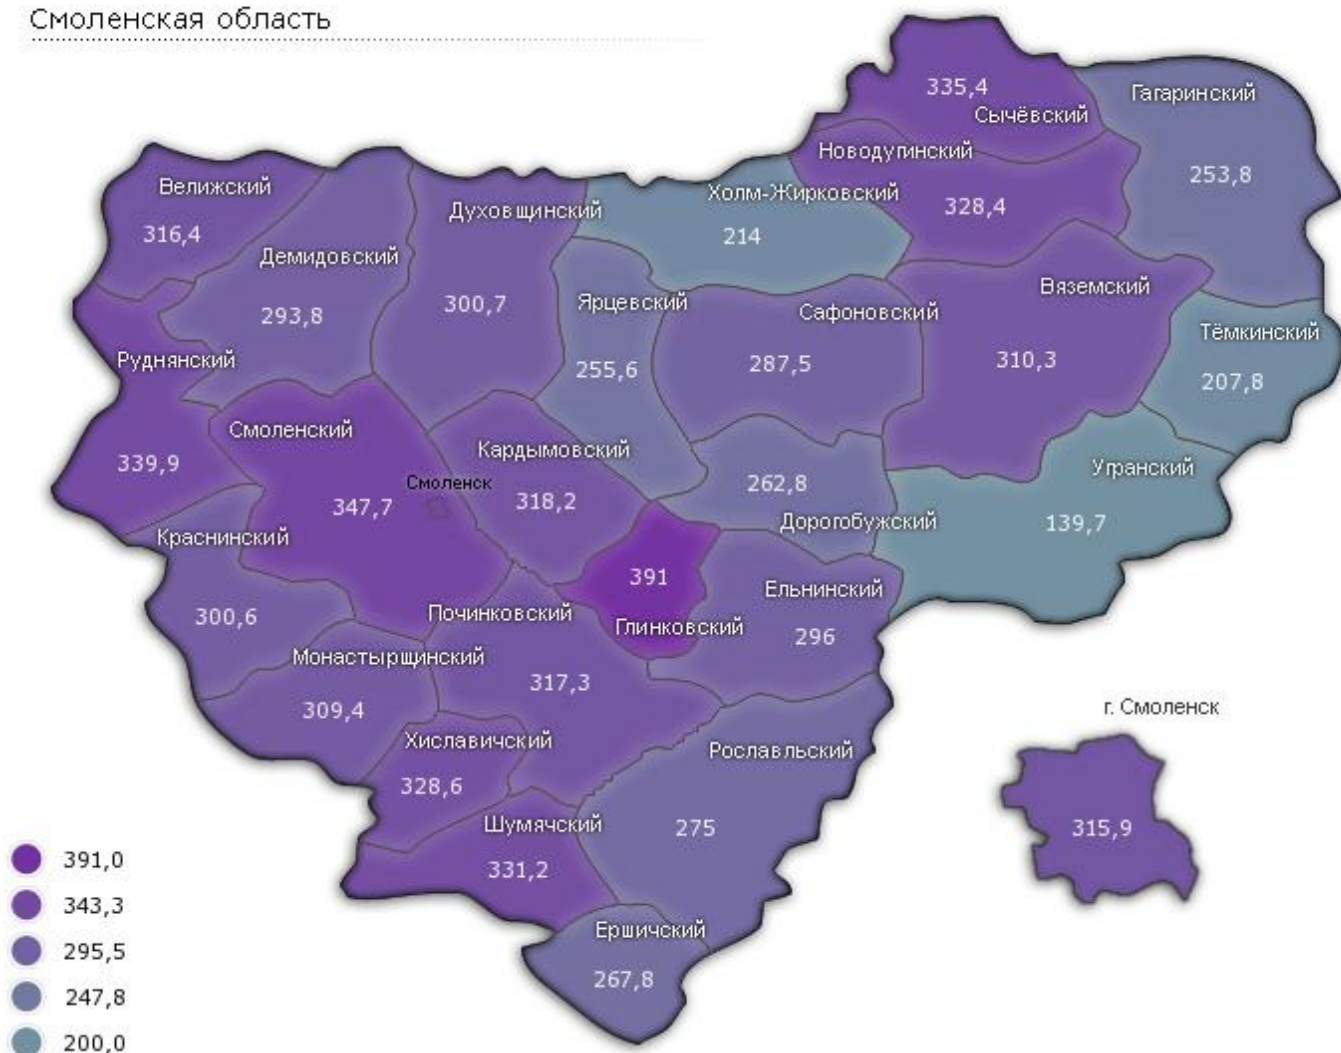 Смоленская область
335,4
Сычёвский
Гагаринский
253,8
Новодугинский
328,4
Велижский
316,4
Холм-Жирковский
214
Духовщинский
300,7
Демидовский
293,8
Ярцевский
255,6
Сафоновский
287,5
Вяземский
310,3
Тёмкинский
207,8
Руднянский
339,9
Смоленский
Смоленск
347,7
Кардымовский
318,2
262,8
Дорогобужский
Угранский
139,7
Краснинский
300,6
391
Глинковский
Ельнинский
296
Починковский
317,3
Монастырщинский
309,4
Хиславичский
328,6
Рославльский
275
г. Смоленск
315,9
Шумячский
331,2
Ершичский
267,8
391,0
343,3
295,5
247,8
200,0